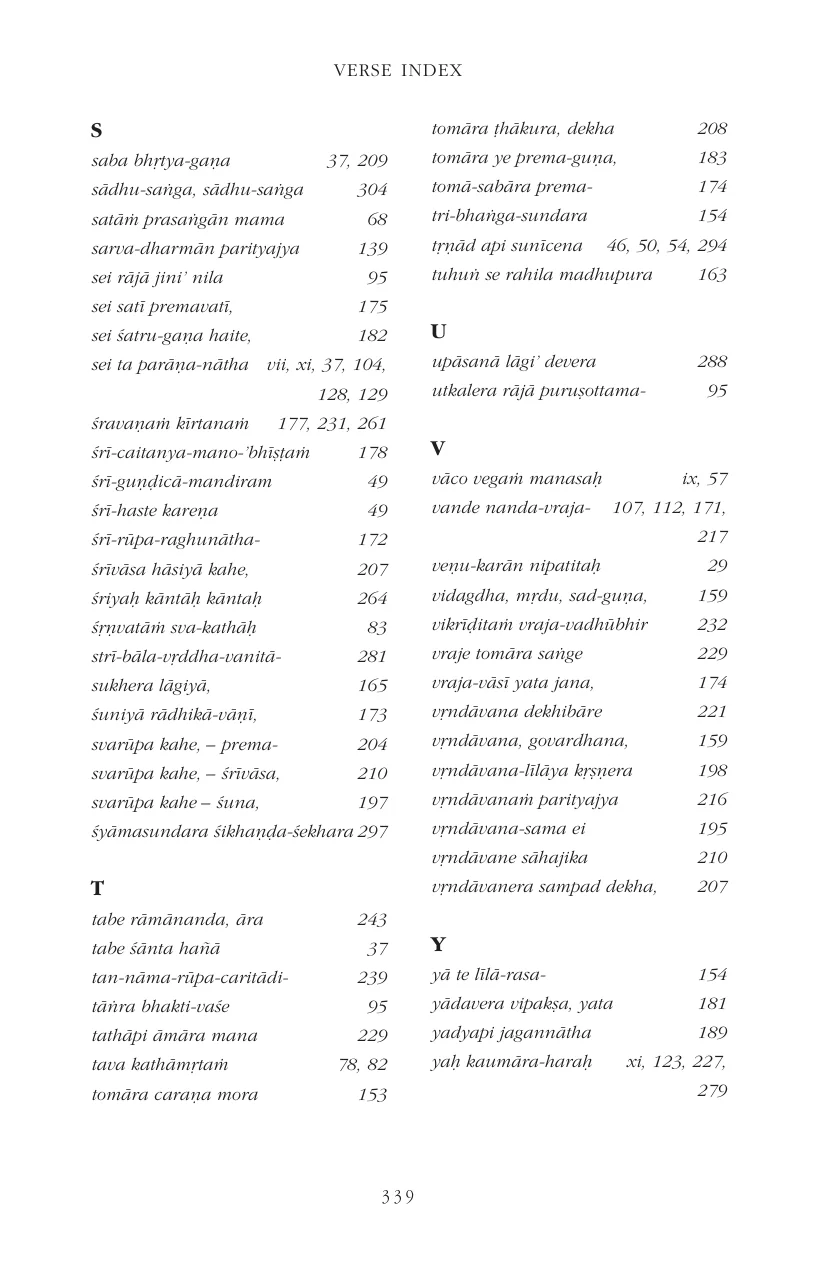 VERSE INDEX
S
saba bhṛtya-gaṇa 37, 209
sādhu-saṅga, sādhu-saṅga 304
satāṁ prasaṅgān mama 68
sarva-dharmān parityajya 139
sei rājā jini’ nila 95
sei satī premavatī, 175
sei śatru-gaṇa haite, 182
sei ta parāṇa-nātha vii, xi, 37, 104,
128, 129
śravaṇaṁ kīrtanaṁ 177, 231, 261
śrī-caitanya-mano-’bhīṣṭaṁ 178
śrī-guṇḍicā-mandiram 49
śrī-haste kareṇa 49
śrī-rūpa-raghunātha- 172
śrīvāsa hāsiyā kahe, 207
śriyaḥ kāntāḥ kāntaḥ 264
śṛṇvatāṁ sva-kathāḥ 83
strī-bāla-vṛddha-vanitā- 281
sukhera lāgiyā, 165
śuniyā rādhikā-vāṇī, 173
svarūpa kahe, – prema- 204
svarūpa kahe, – śrīvāsa, 210
svarūpa kahe – śuna, 197
śyāmasundara śikhaṇḍa-śekhara 297
T
tabe rāmānanda, āra 243
tabe śānta hañā 37
tan-nāma-rūpa-caritādi- 239
tāṅra bhakti-vaśe 95
tathāpi āmāra mana 229
tava kathāmṛtaṁ 78, 82
tomāra caraṇa mora 153
tomāra ṭhākura, dekha 208
tomāra ye prema-guṇa, 183
tomā-sabāra prema- 174
tri-bhaṅga-sundara 154
tṛṇād api sunīcena 46, 50, 54, 294
tuhuṅ se rahila madhupura 163
U
upāsanā lāgi’ devera 288
utkalera rājā puruṣottama- 95
V
vāco vegaṁ manasaḥ ix, 57
vande nanda-vraja- 107, 112, 171,
217
veṇu-karān nipatitaḥ 29
vidagdha, mṛdu, sad-guṇa, 159
vikrīḍitaṁ vraja-vadhūbhir 232
vraje tomāra saṅge 229
vraja-vāsī yata jana, 174
vṛndāvana dekhibāre 221
vṛndāvana, govardhana, 159
vṛndāvana-līlāya kṛṣṇera 198
vṛndāvanaṁ parityajya 216
vṛndāvana-sama ei 195
vṛndāvane sāhajika 210
vṛndāvanera sampad dekha, 207
Y
yā te līlā-rasa- 154
yādavera vipakṣa, yata 181
yadyapi jagannātha 189
yaḥ kaumāra-haraḥ xi, 123, 227,
279
339